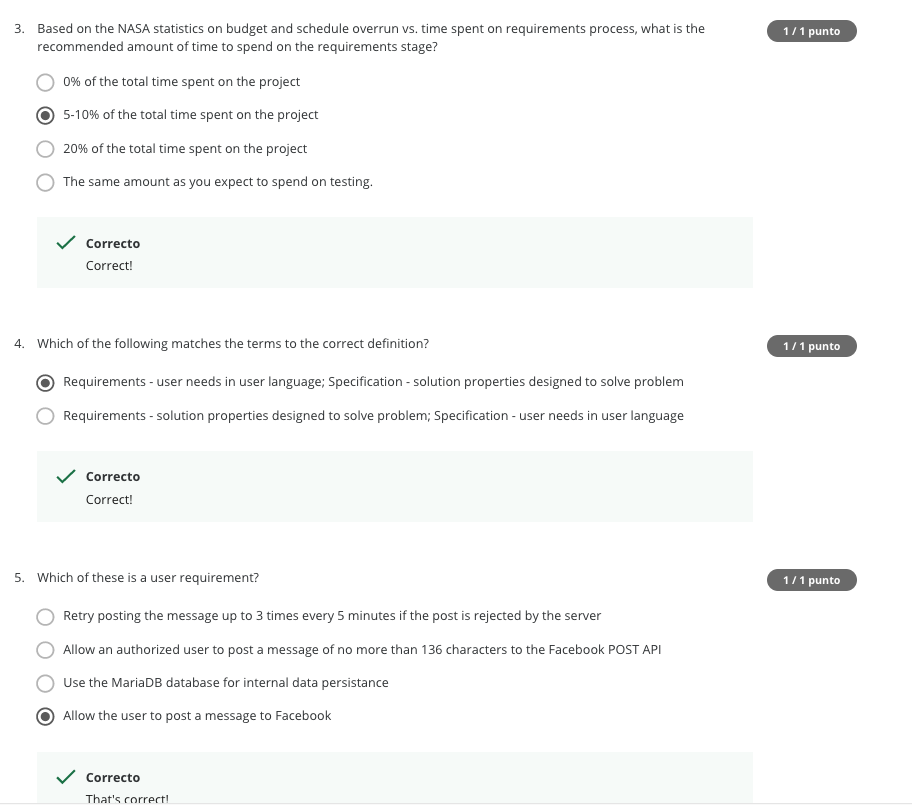 3. Based on the NASA statistics on budget and schedule overrun vs. time spent on requirements process, what is the
1 / 1 punto
recommended amount of time to spend on the requirements stage?
0% of the total time spent on the project
5-10% of the total time spent on the project
20% of the total time spent on the project
The same amount as you expect to spend on testing.
Correcto
Correct!
4. Which of the following matches the terms to the correct definition?
1 / 1 punto
Requirements - user needs in user language; Specification - solution properties designed to solve problem
Requirements - solution properties designed to solve problem; Specification - user needs in user language
Correcto
Correct!
5. Which of these is a user requirement?
1 / 1 punto
Retry posting the message up to 3 times every 5 minutes if the post is rejected by the server
Allow an authorized user to post a message of no more than 136 characters to the Facebook POST API
Use the MariaDB database for internal data persistance
Allow the user to post a message to Facebook
Correcto
That's correct!